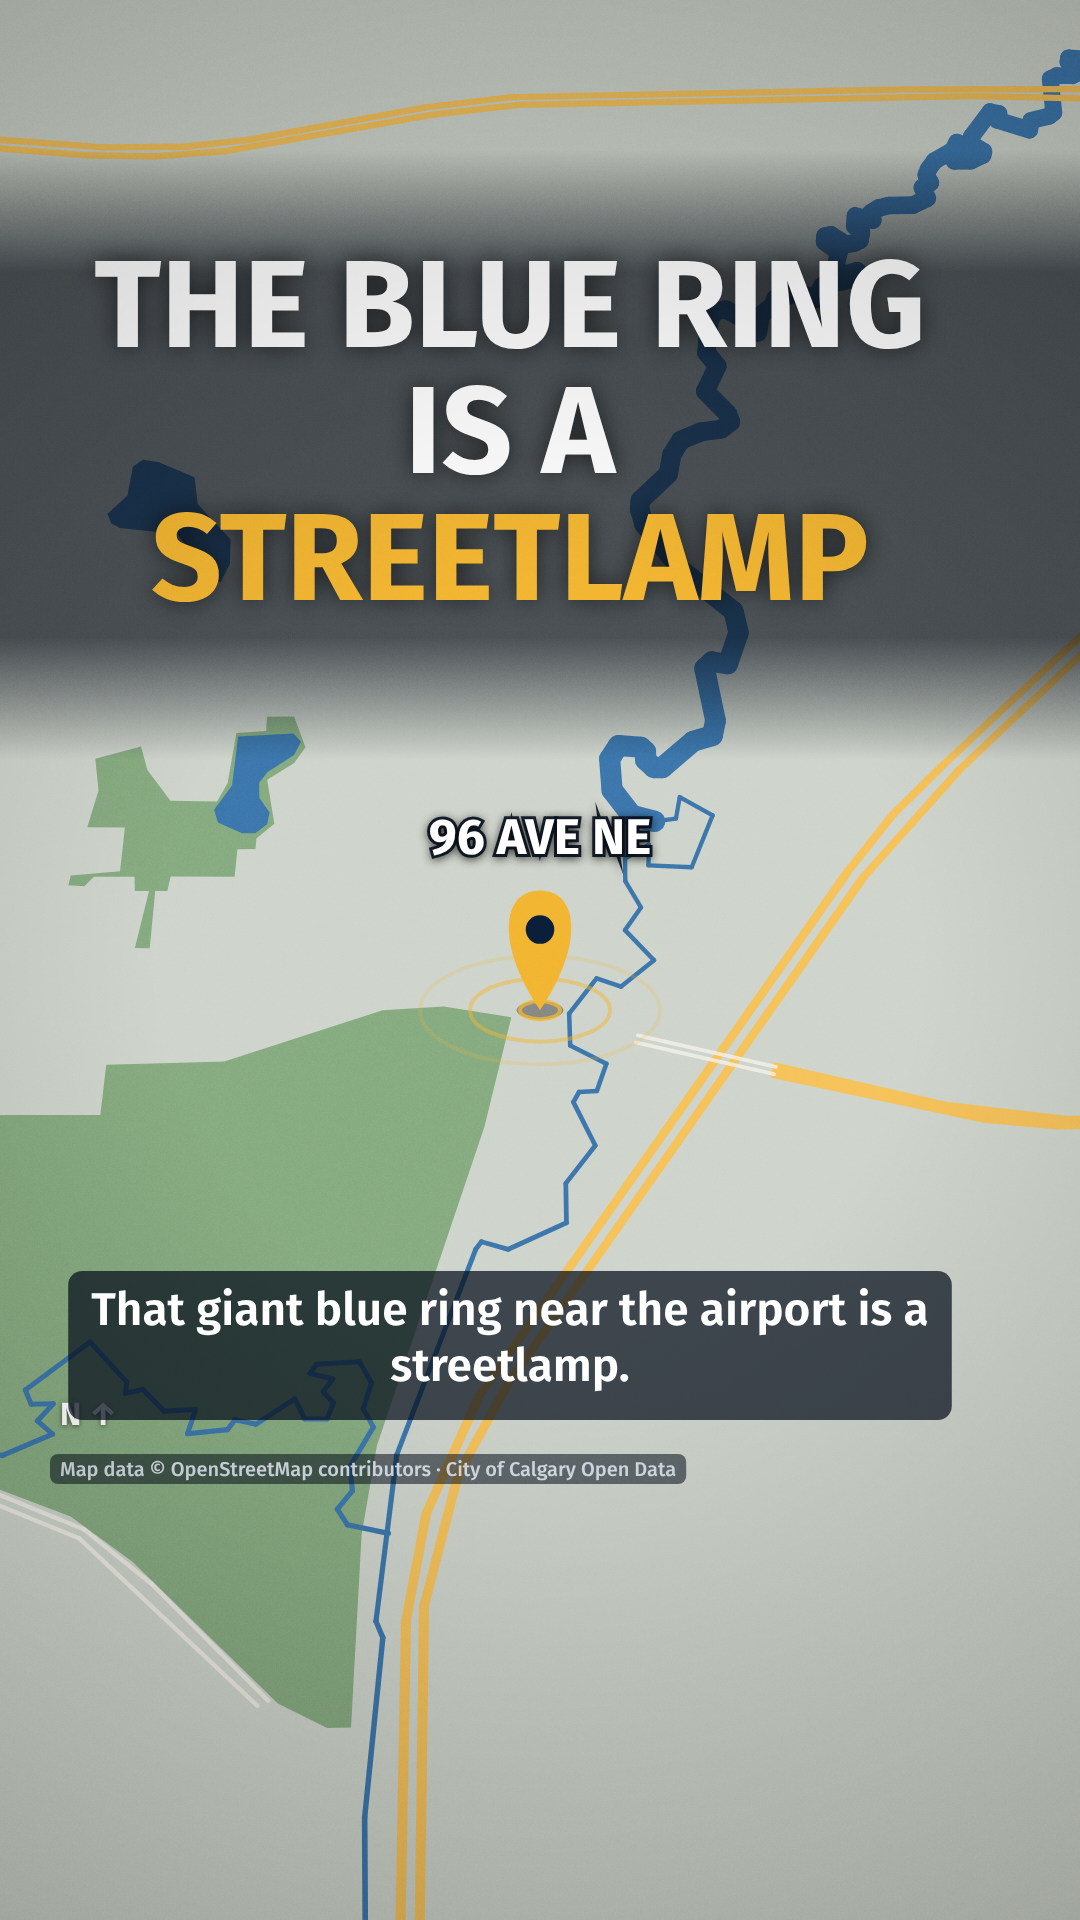 THE BLUE RING
IS A
STREETLAMP
96 AVE NE
That giant blue ring near the airport is a
streetlamp.
N ↑
Map data © OpenStreetMap contributors · City of Calgary Open Data